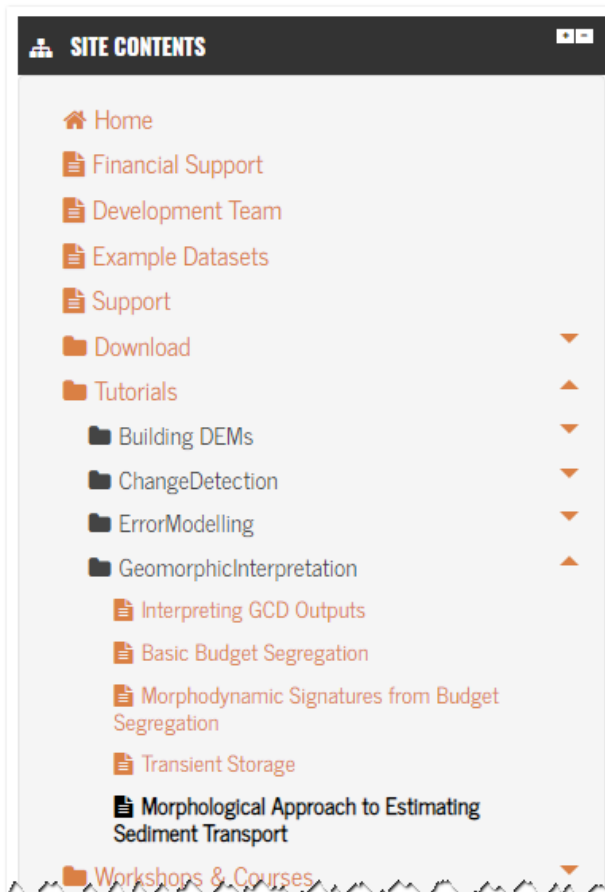 SITE CONTENTS
Home
Financial Support
Development Team
Example Datasets
Support
Download
Tutorials
Building DEMs
ChangeDetection
ErrorModelling
GeomorphicInterpretation
Interpreting GCD Outputs
Basic Budget Segregation
Morphodynamic Signatures from Budget
Segregation
Transient Storage
Morphological Approach to Estimating
Sediment Transport
Workshops & Courses